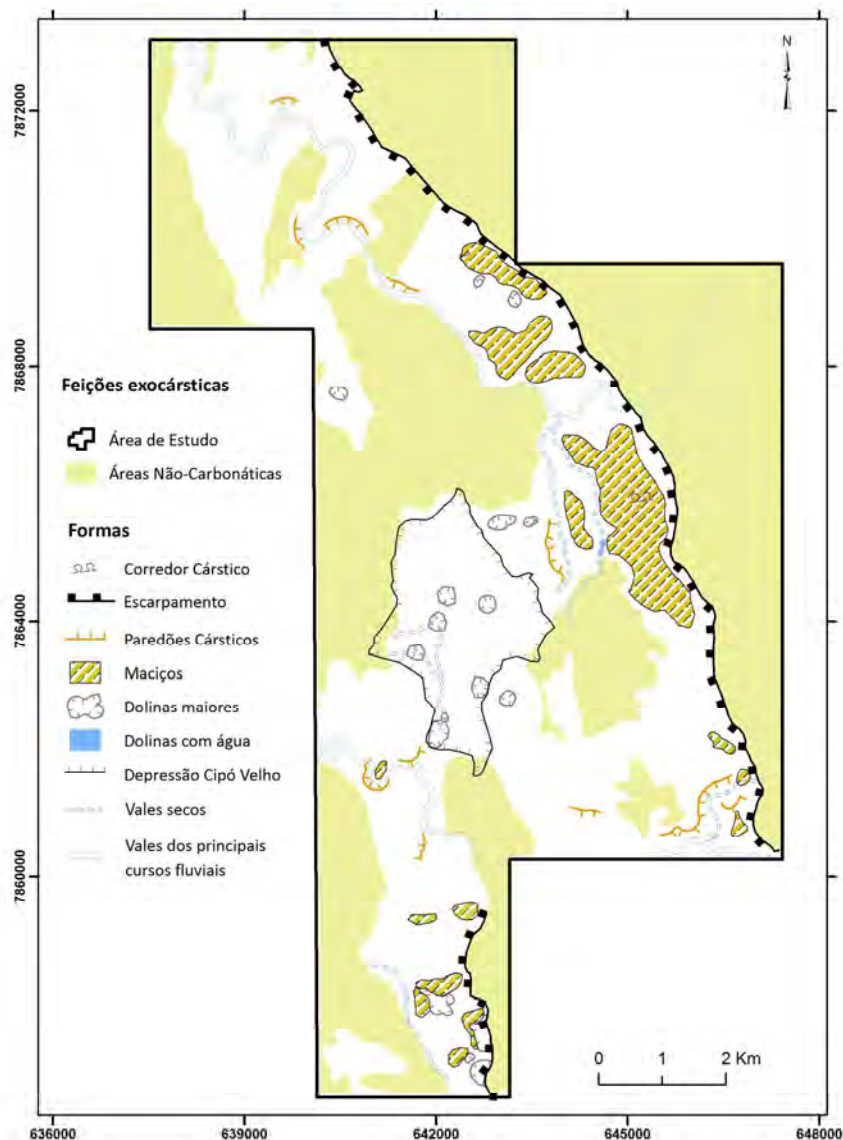 N
7872000
7868000
7864000
7860000
Feições exocársticas
Área de Estudo
Áreas Não-Carbonáticas
Formas
Corredor Cárstico
Escarpamento
Paredões Cársticos
Maciços
Dolinas maiores
Dolinas com água
Depressão Cipó Velho
Vales secos
Vales dos principais
cursos fluviais
0 1 2 Km
636000 639000 642000 645000 648000